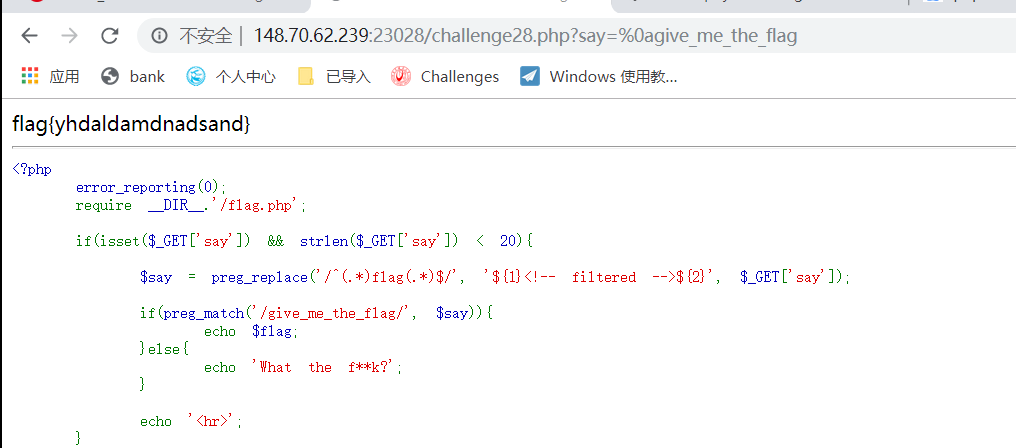 不安全 | 148.70.62.239:23028/challenge28.php?say=%0agive_me_the_flag
应用 bank 个人中心 已导入 Challenges Windows 使用教...
flag{yhdaldamdnadsand}
<?php
error_reporting(0);
require __DIR__.'/flag.php';
if(isset($_GET['say']) && strlen($_GET['say']) < 20){
$say = preg_replace('/^(.*)flag(.*)$/', '${1}<!-- filtered -->${2}', $_GET['say']);
if(preg_match('/give_me_the_flag/', $say)){
echo $flag;
}else{
echo 'What the f**k?';
}
echo '<hr>';
}